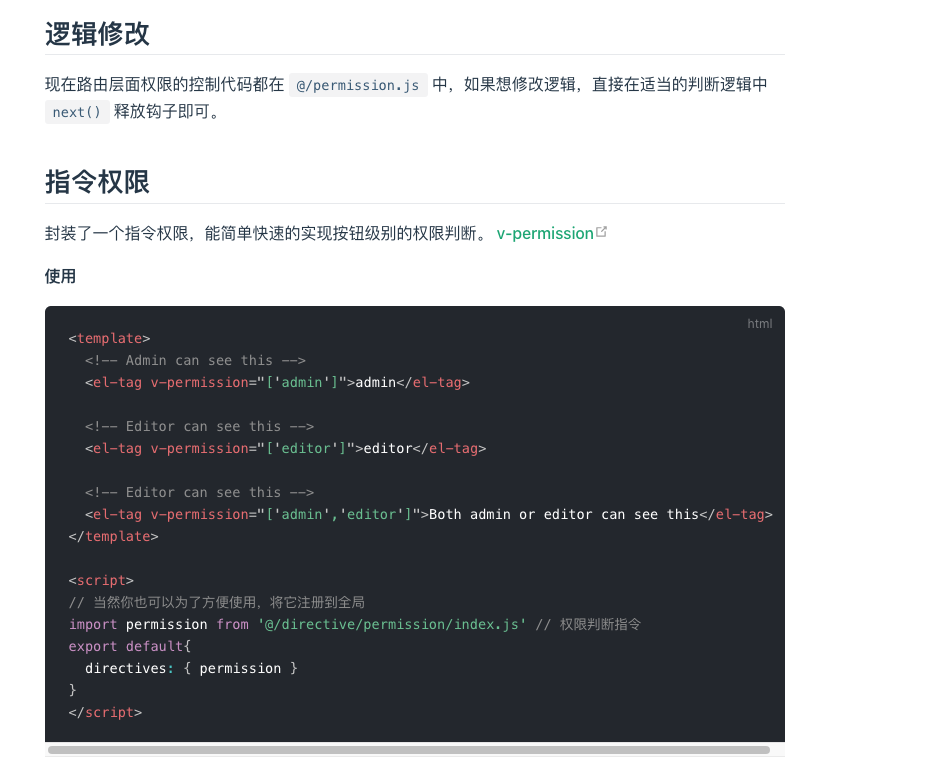 逻辑修改
现在路由层面权限的控制代码都在 @/permission.js 中，如果想修改逻辑，直接在适当的判断逻辑中
next() 释放钩子即可。
指令权限
封装了一个指令权限，能简单快速的实现按钮级别的权限判断。 v-permission
使用
html
<template>
  <!-- Admin can see this -->
  <el-tag v-permission="['admin']">admin</el-tag>

  <!-- Editor can see this -->
  <el-tag v-permission="['editor']">editor</el-tag>

  <!-- Editor can see this -->
  <el-tag v-permission="['admin','editor']">Both admin or editor can see this</el-tag>
</template>

<script>
// 当然你也可以为了方便使用，将它注册到全局
import permission from '@/directive/permission/index.js' // 权限判断指令
export default{
  directives: { permission }
}
</script>